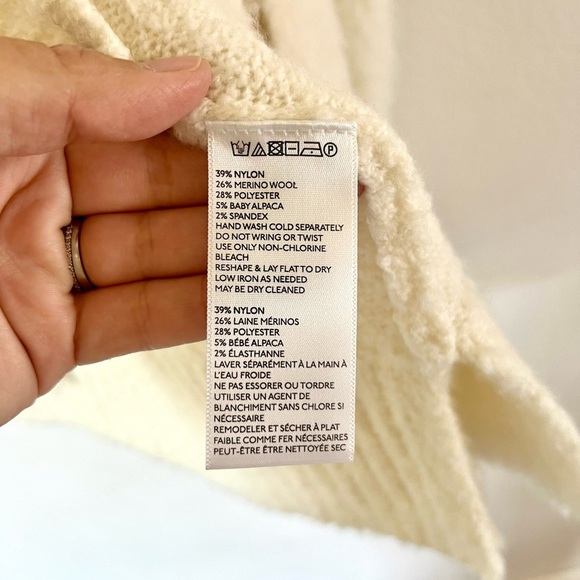 39% NYLON
26% MERINO WOOL
28% POLYESTER
5% BABY ALPACA
2% SPANDEX
HAND WASH COLD SEPARATELY
DO NOT WRING OR TWIST
USE ONLY NON-CHLORINE
BLEACH
RESHAPE & LAY FLAT TO DRY
LOW IRON AS NEEDED
MAY BE DRY CLEANED
39% NYLON
26% LAINE MÉRINOS
28% POLYESTER
5% BÉBÉ ALPACA
2% ÉLASTHANNE
LAVER SÉPARÉMENT À LA MAIN À
L'EAU FROIDE
NE PAS ESSORER OU TORDRE
UTILISER UN AGENT DE
BLANCHIMENT SANS CHLORE SI
NÉCESSAIRE
REMODELER ET SÉCHER À PLAT
FAIBLE COMME FER NÉCESSAIRES
PEUT-ÊTRE ÊTRE NETTOYÉE SEC